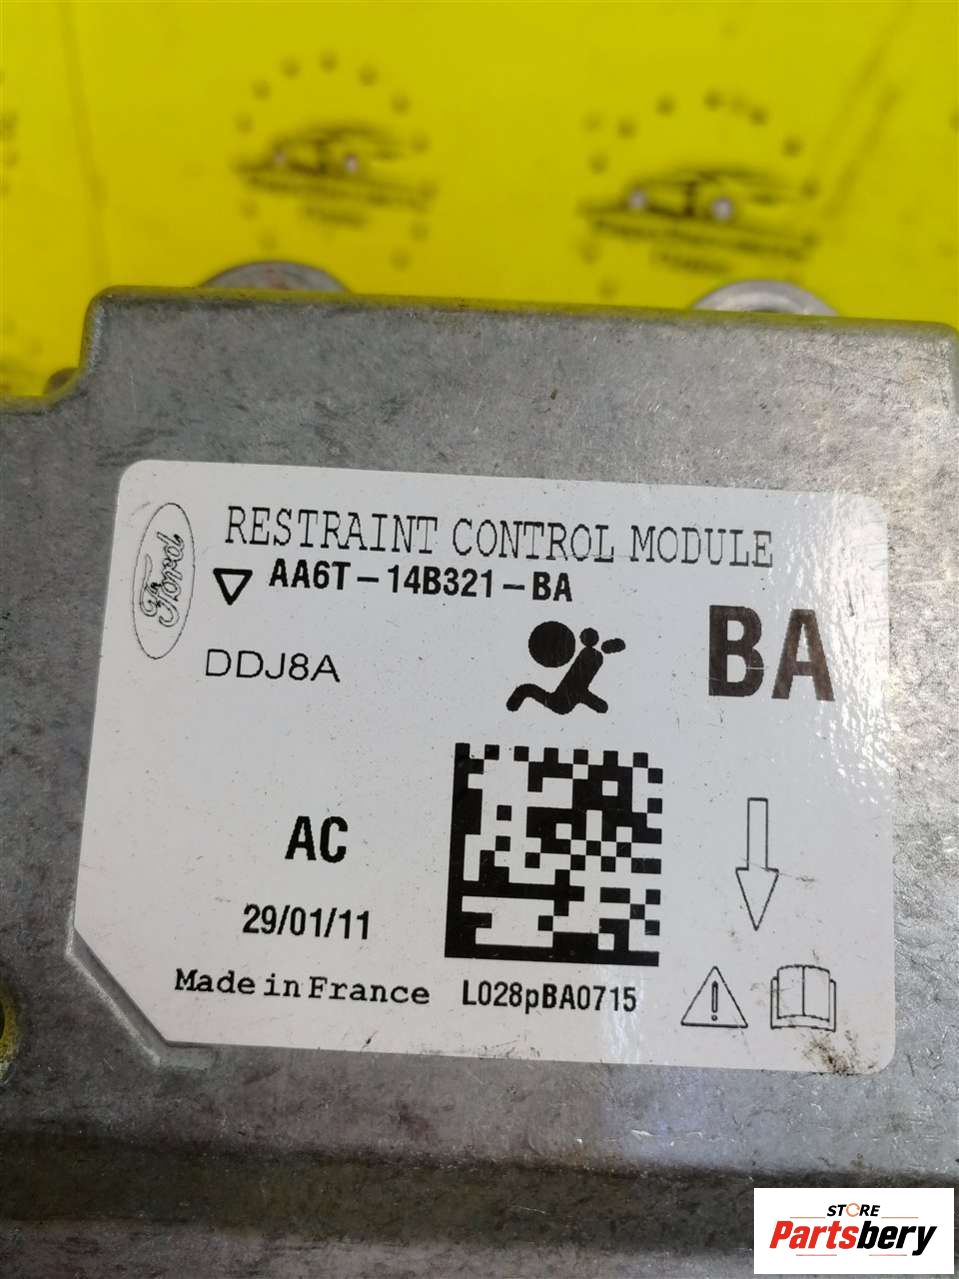 Ford
RESTRAINT CONTROL MODULE
AA6T-14B321-BA
DDJ8A
BA
AC
29/01/11
Made in France
L028pBA0715
STORE
Partsbery